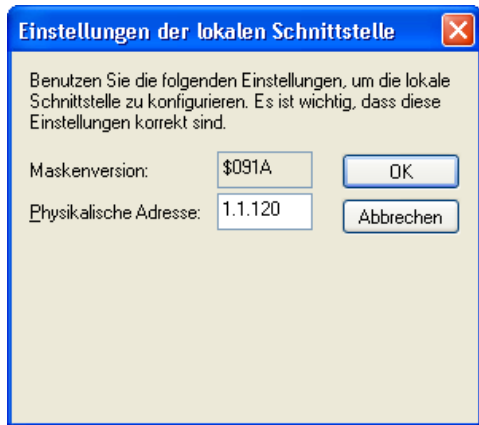 Einstellungen der lokalen Schnittstelle
Benutzen Sie die folgenden Einstellungen, um die lokale
Schnittstelle zu konfigurieren. Es ist wichtig, dass diese
Einstellungen korrekt sind.
Maskenversion: $091A OK
Physikalische Adresse: 1.1.120 Abbrechen